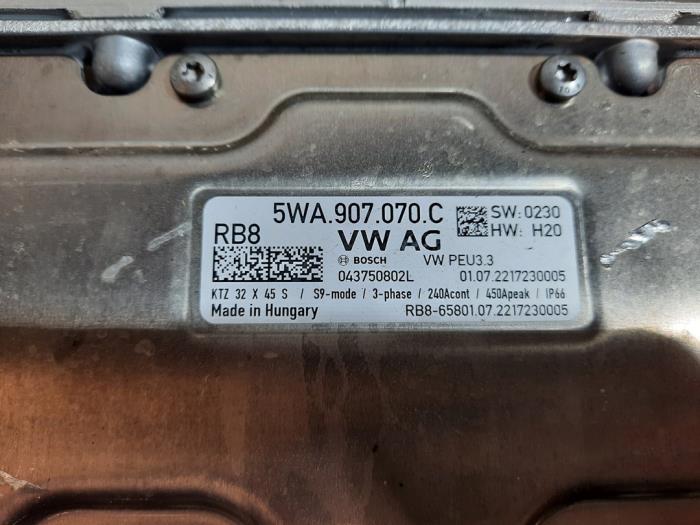 5WA.907.070.C
SW: 0230
HW: H20
RB8
VW AG
BOSCH
VW PEU3.3
043750802L
01.07.2217230005
KTZ 32 X 45 S / S9-mode / 3-phase / 240Acont / 450Apeak / IP66
Made in Hungary
RB8-65801.07.2217230005